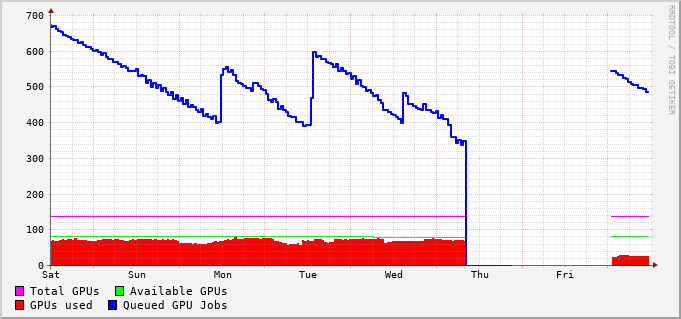 700
600
500
400
300
200
100
0
Sat Sun Mon Tue Wed Thu Fri
Total GPUs Available GPUs
GPUs used Queued GPU Jobs
RRDTOOL / TOBI OETIKER